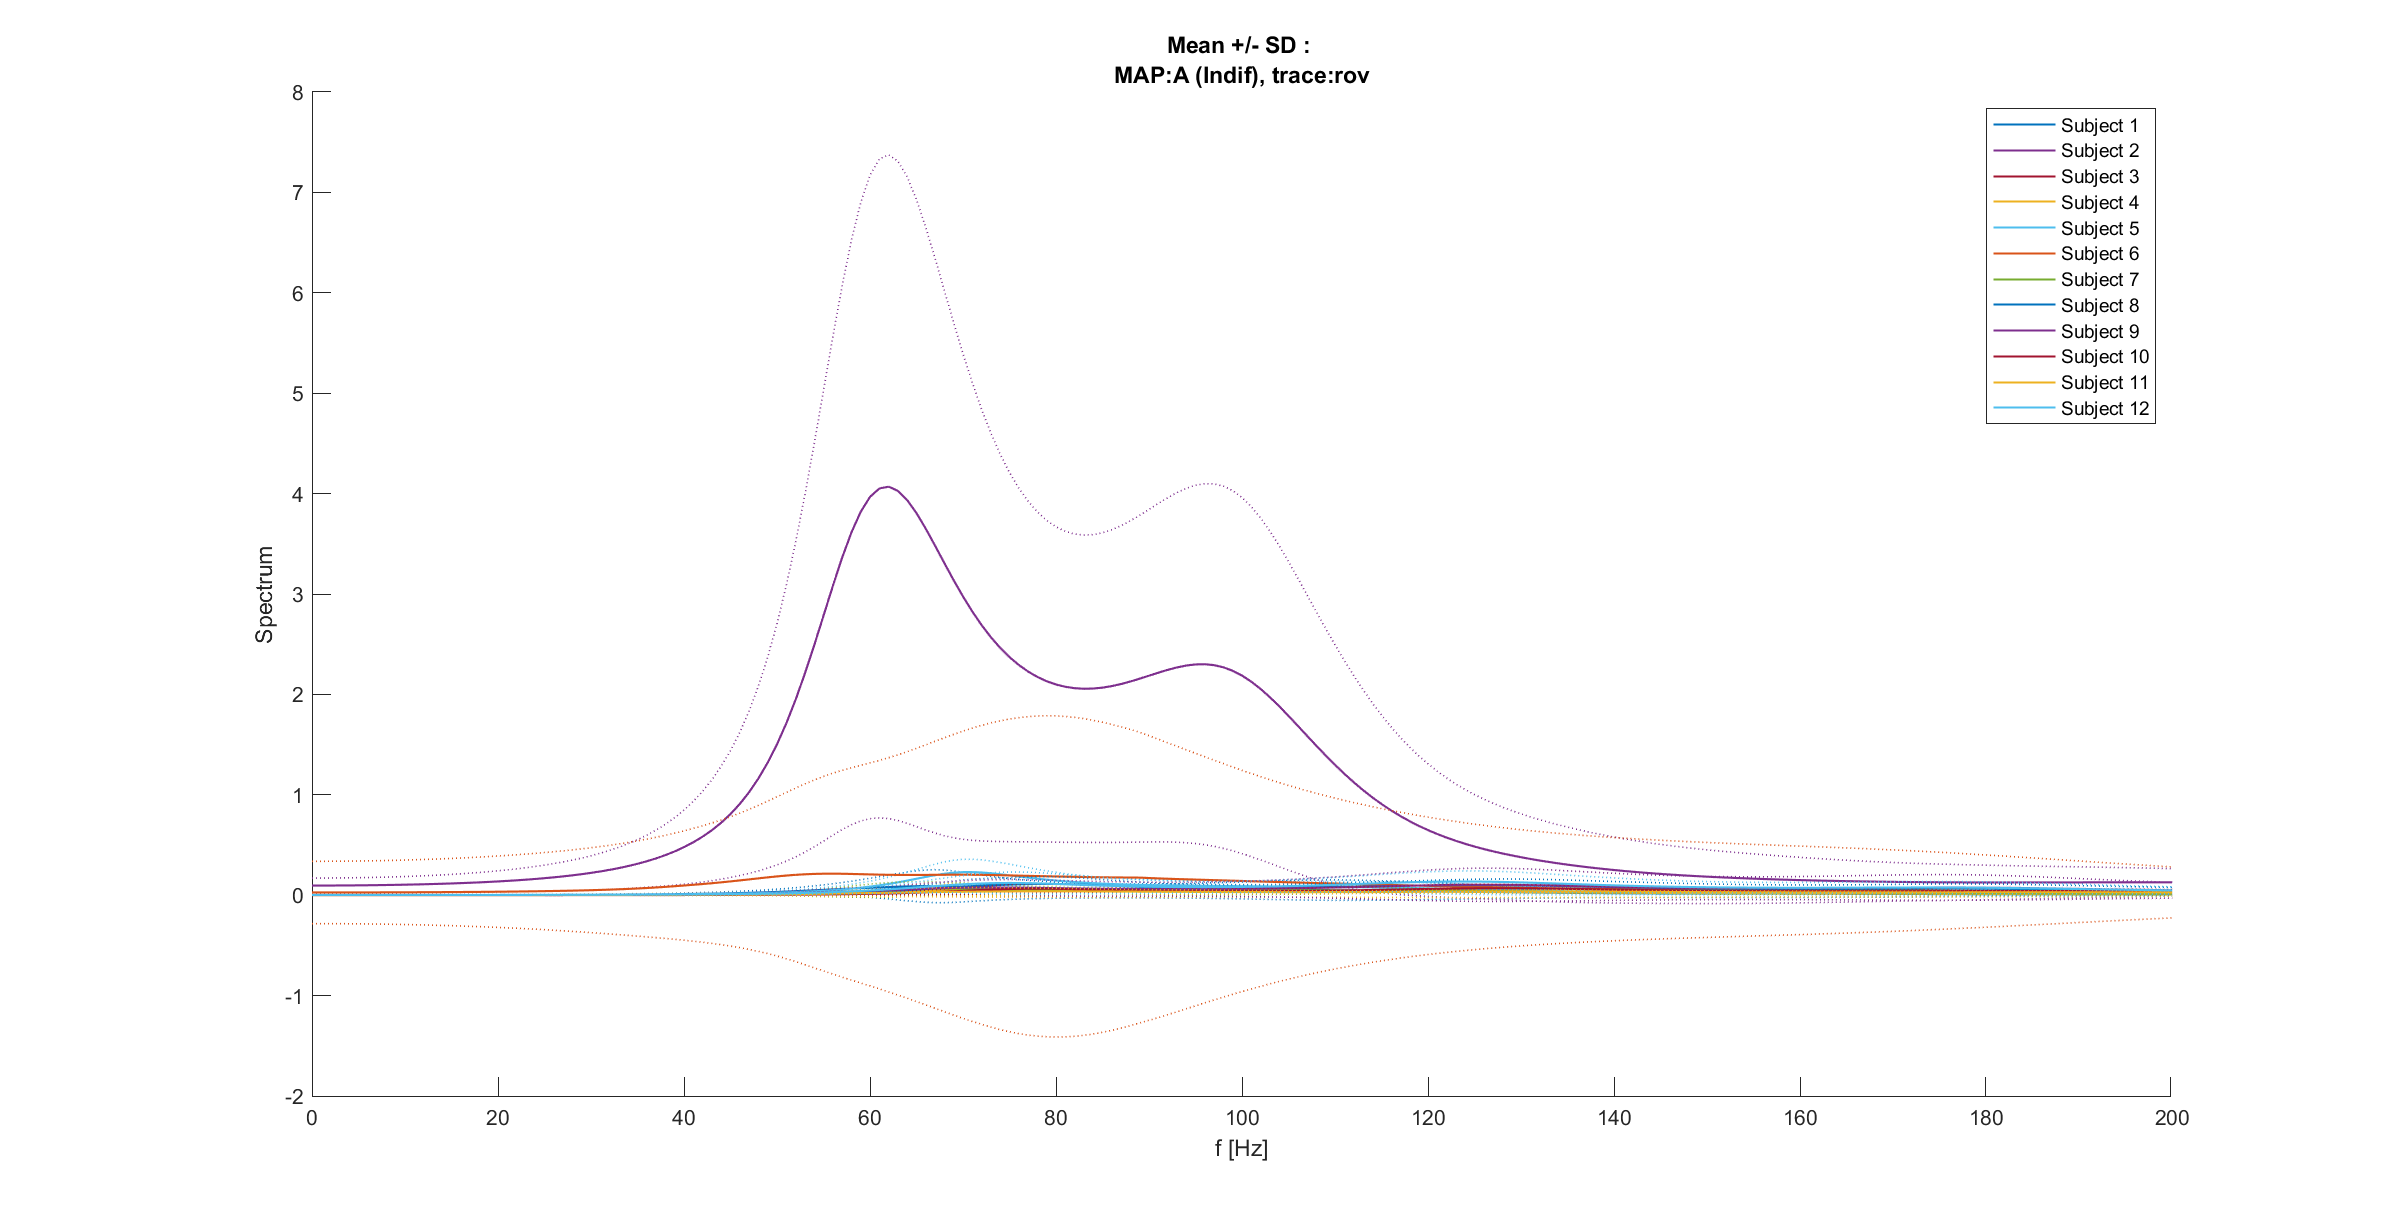 Mean +/- SD :
MAP:A (Indif), trace:rov
8
7
6
5
4
3
2
1
0
-1
-2
Spectrum
0 20 40 60 80 100 120 140 160 180 200
f [Hz]
Subject 1
Subject 2
Subject 3
Subject 4
Subject 5
Subject 6
Subject 7
Subject 8
Subject 9
Subject 10
Subject 11
Subject 12